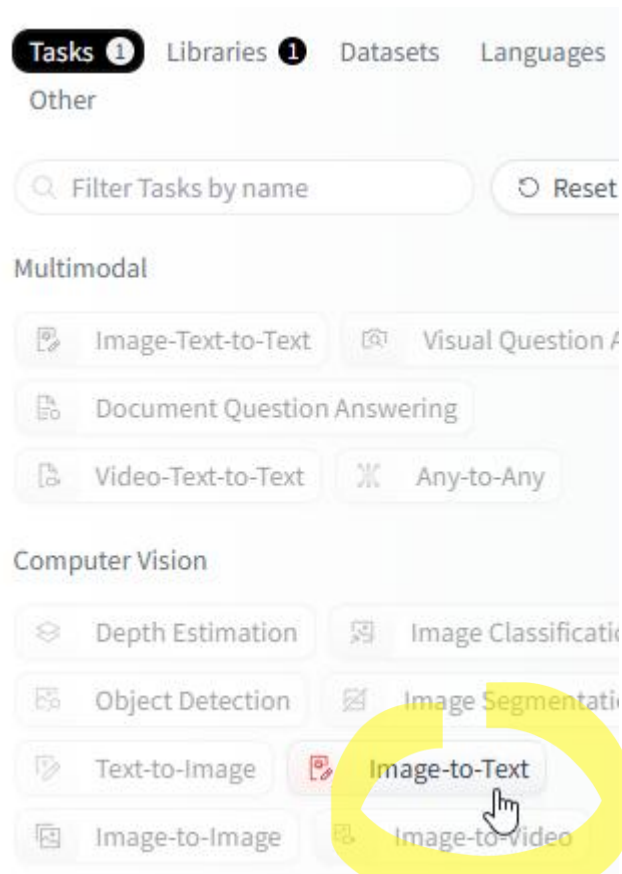 Tasks 1 Libraries 1 Datasets Languages
Other
Filter Tasks by name Reset
Multimodal
Image-Text-to-Text Visual Question A
Document Question Answering
Video-Text-to-Text Any-to-Any
Computer Vision
Depth Estimation Image Classificatio
Object Detection Image Segmentatio
Text-to-Image Image-to-Text
Image-to-Image Image-to-Video